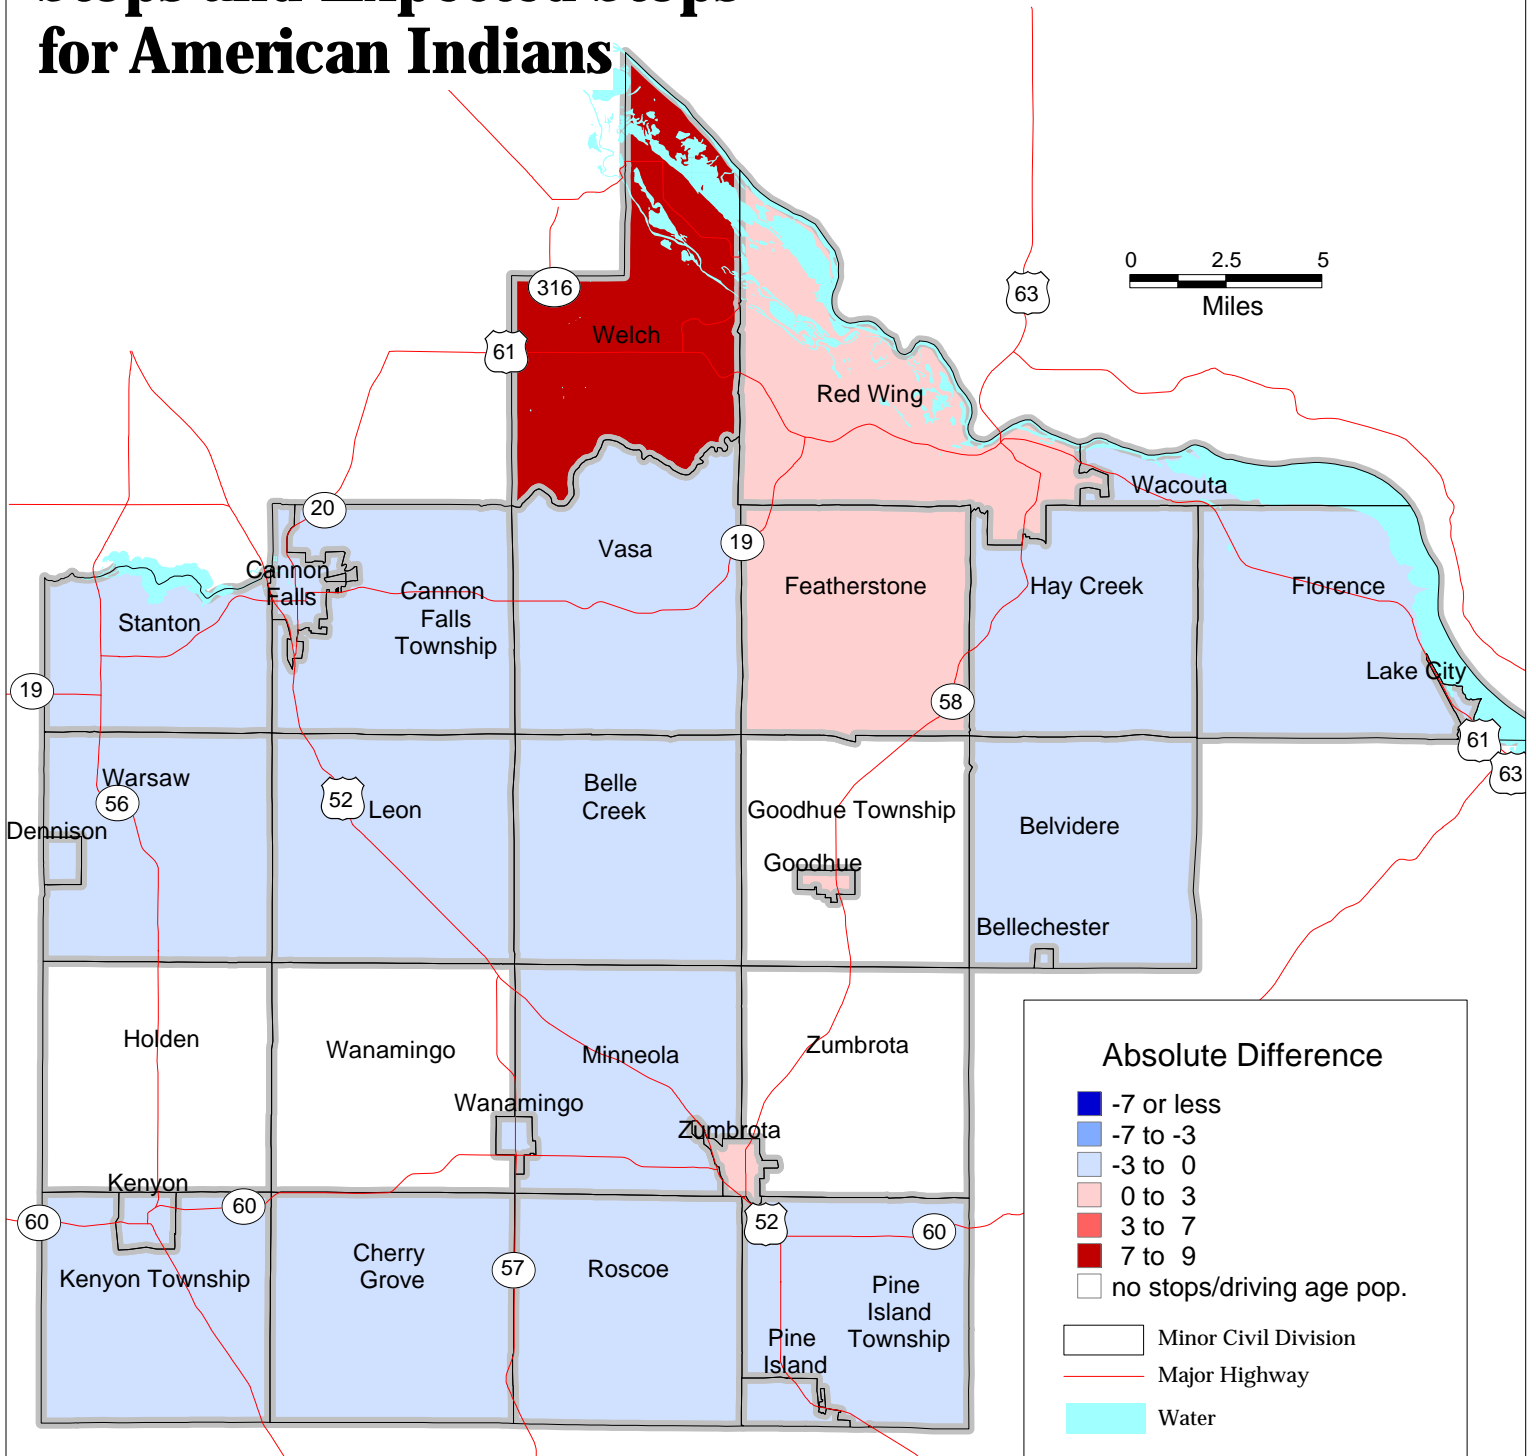 Stops and Expected Stops
for American Indians
316
61
Welch
63
0 2.5 5
Miles
Red Wing
Wacouta
20
19
Vasa
Cannon
Falls
Cannon
Falls
Township
Stanton
Featherstone
Hay Creek
Florence
Lake City
19
58
61
63
Warsaw
56
52
Leon
Belle
Creek
Goodhue Township
Belvidere
Dennison
Goodhue
Bellechester
Holden
Wanamingo
Minneola
Zumbrota
Wanamingo
Zumbrota
Kenyon
60
60
52
60
Kenyon Township
Cherry
Grove
57
Roscoe
Pine
Island
Township
Pine
Island
Absolute Difference
-7 or less
-7 to -3
-3 to 0
0 to 3
3 to 7
7 to 9
no stops/driving age pop.
Minor Civil Division
Major Highway
Water